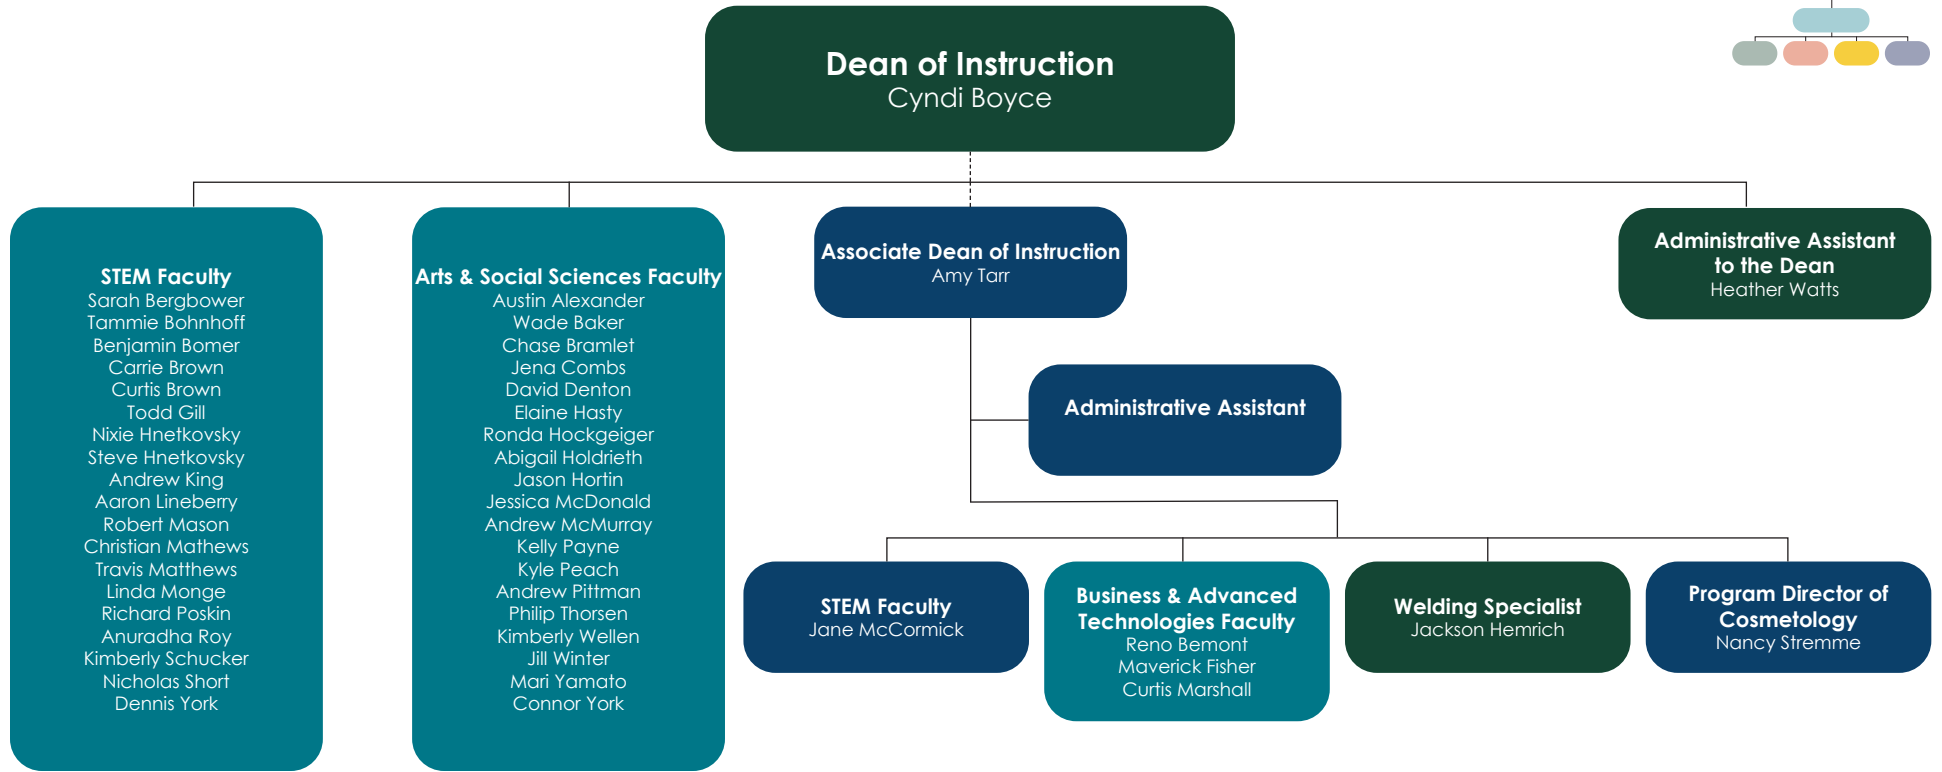 Dean of Instruction
Cyndi Boyce
STEM Faculty
Sarah Bergbower
Tammie Bohnhoff
Benjamin Bomer
Carrie Brown
Curtis Brown
Todd Gill
Nixie Hnetkovsky
Steve Hnetkovsky
Andrew King
Aaron Lineberry
Robert Mason
Christian Mathews
Travis Matthews
Linda Monge
Richard Poskin
Anuradha Roy
Kimberly Schucker
Nicholas Short
Dennis York
Arts & Social Sciences Faculty
Austin Alexander
Wade Baker
Chase Bramlet
Jena Combs
David Denton
Elaine Hasty
Ronda Hockgeiger
Abigail Holdrieth
Jason Hortin
Jessica McDonald
Andrew McMurray
Kelly Payne
Kyle Peach
Andrew Pittman
Philip Thorsen
Kimberly Wellen
Jill Winter
Mari Yamato
Connor York
Associate Dean of Instruction
Amy Tarr
Administrative Assistant
to the Dean
Heather Watts
Administrative Assistant
STEM Faculty
Jane McCormick
Business & Advanced
Technologies Faculty
Reno Bemont
Maverick Fisher
Curtis Marshall
Welding Specialist
Jackson Hemrich
Program Director of
Cosmetology
Nancy Stremme